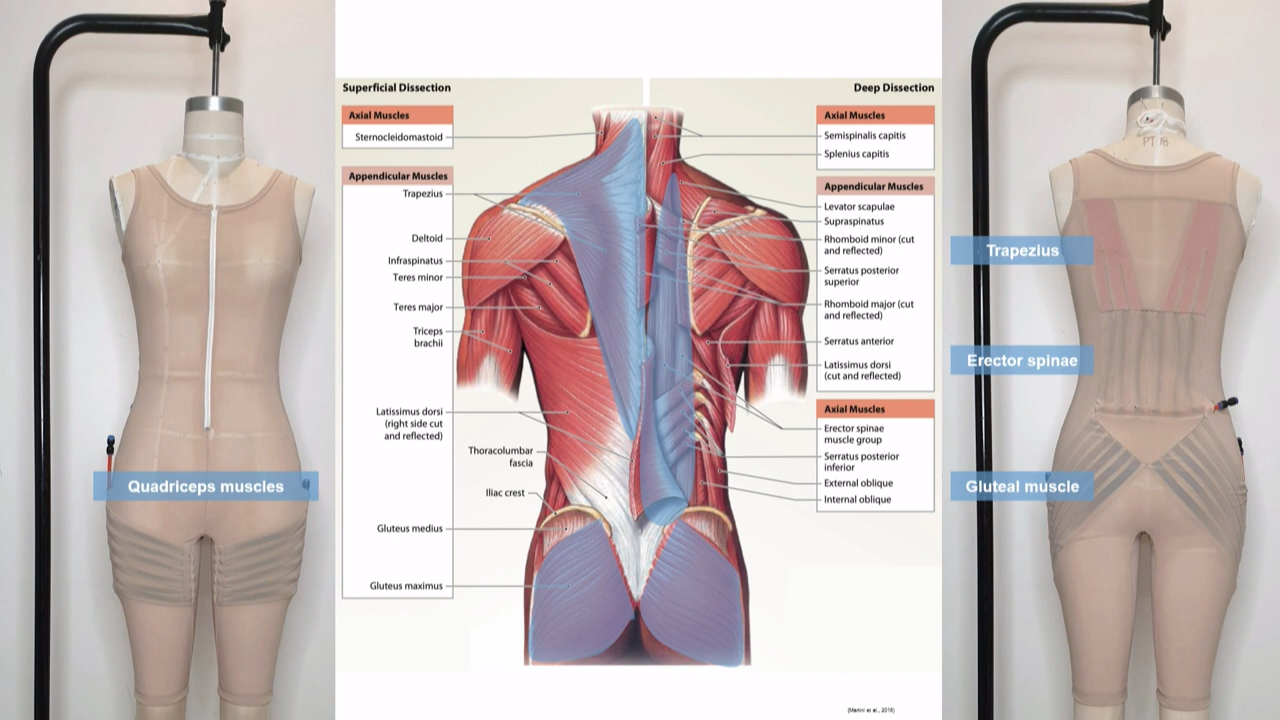 Quadriceps muscles
Superficial Dissection
Axial Muscles
Sternocleidomastoid
Appendicular Muscles
Trapezius
Deltoid
Infraspinatus
Teres minor
Teres major
Triceps
brachii
Latissimus dorsi
(right side cut
and reflected)
Thoracolumbar
fascia
Iliac crest
Gluteus medius
Gluteus maximus
Deep Dissection
Axial Muscles
Semispinalis capitis
Splenius capitis
Appendicular Muscles
Levator scapulae
Supraspinatus
Rhomboid minor (cut
and reflected)
Serratus posterior
superior
Rhomboid major (cut
and reflected)
Serratus anterior
Latissimus dorsi
(cut and reflected)
Axial Muscles
Erector spinae
muscle group
Serratus posterior
inferior
External oblique
Internal oblique
(Martini et al., 2018)
Trapezius
Erector spinae
Gluteal muscle